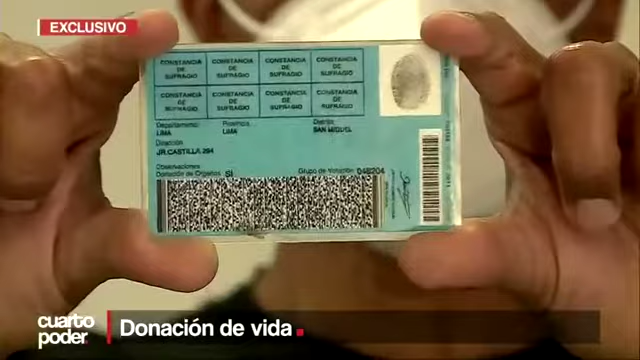 EXCLUSIVO
CONSTANCIA DE SUFRAGIO CONSTANCIA DE SUFRAGIO CONSTANCIA DE SUFRAGIO CONSTANCIA DE SUFRAGIO
CONSTANCIA DE SUFRAGIO CONSTANCIA DE SUFRAGIO CONSTANCIA DE SUFRAGIO CONSTANCIA DE SUFRAGIO
Departamento Provincia Distrito
LIMA LIMA SAN MIGUEL
Dirección
JR.CASTILLA 294
Observaciones
Donación de Organos SI Grupo de Votación 048204
cuarto
poder.
Donación de vida